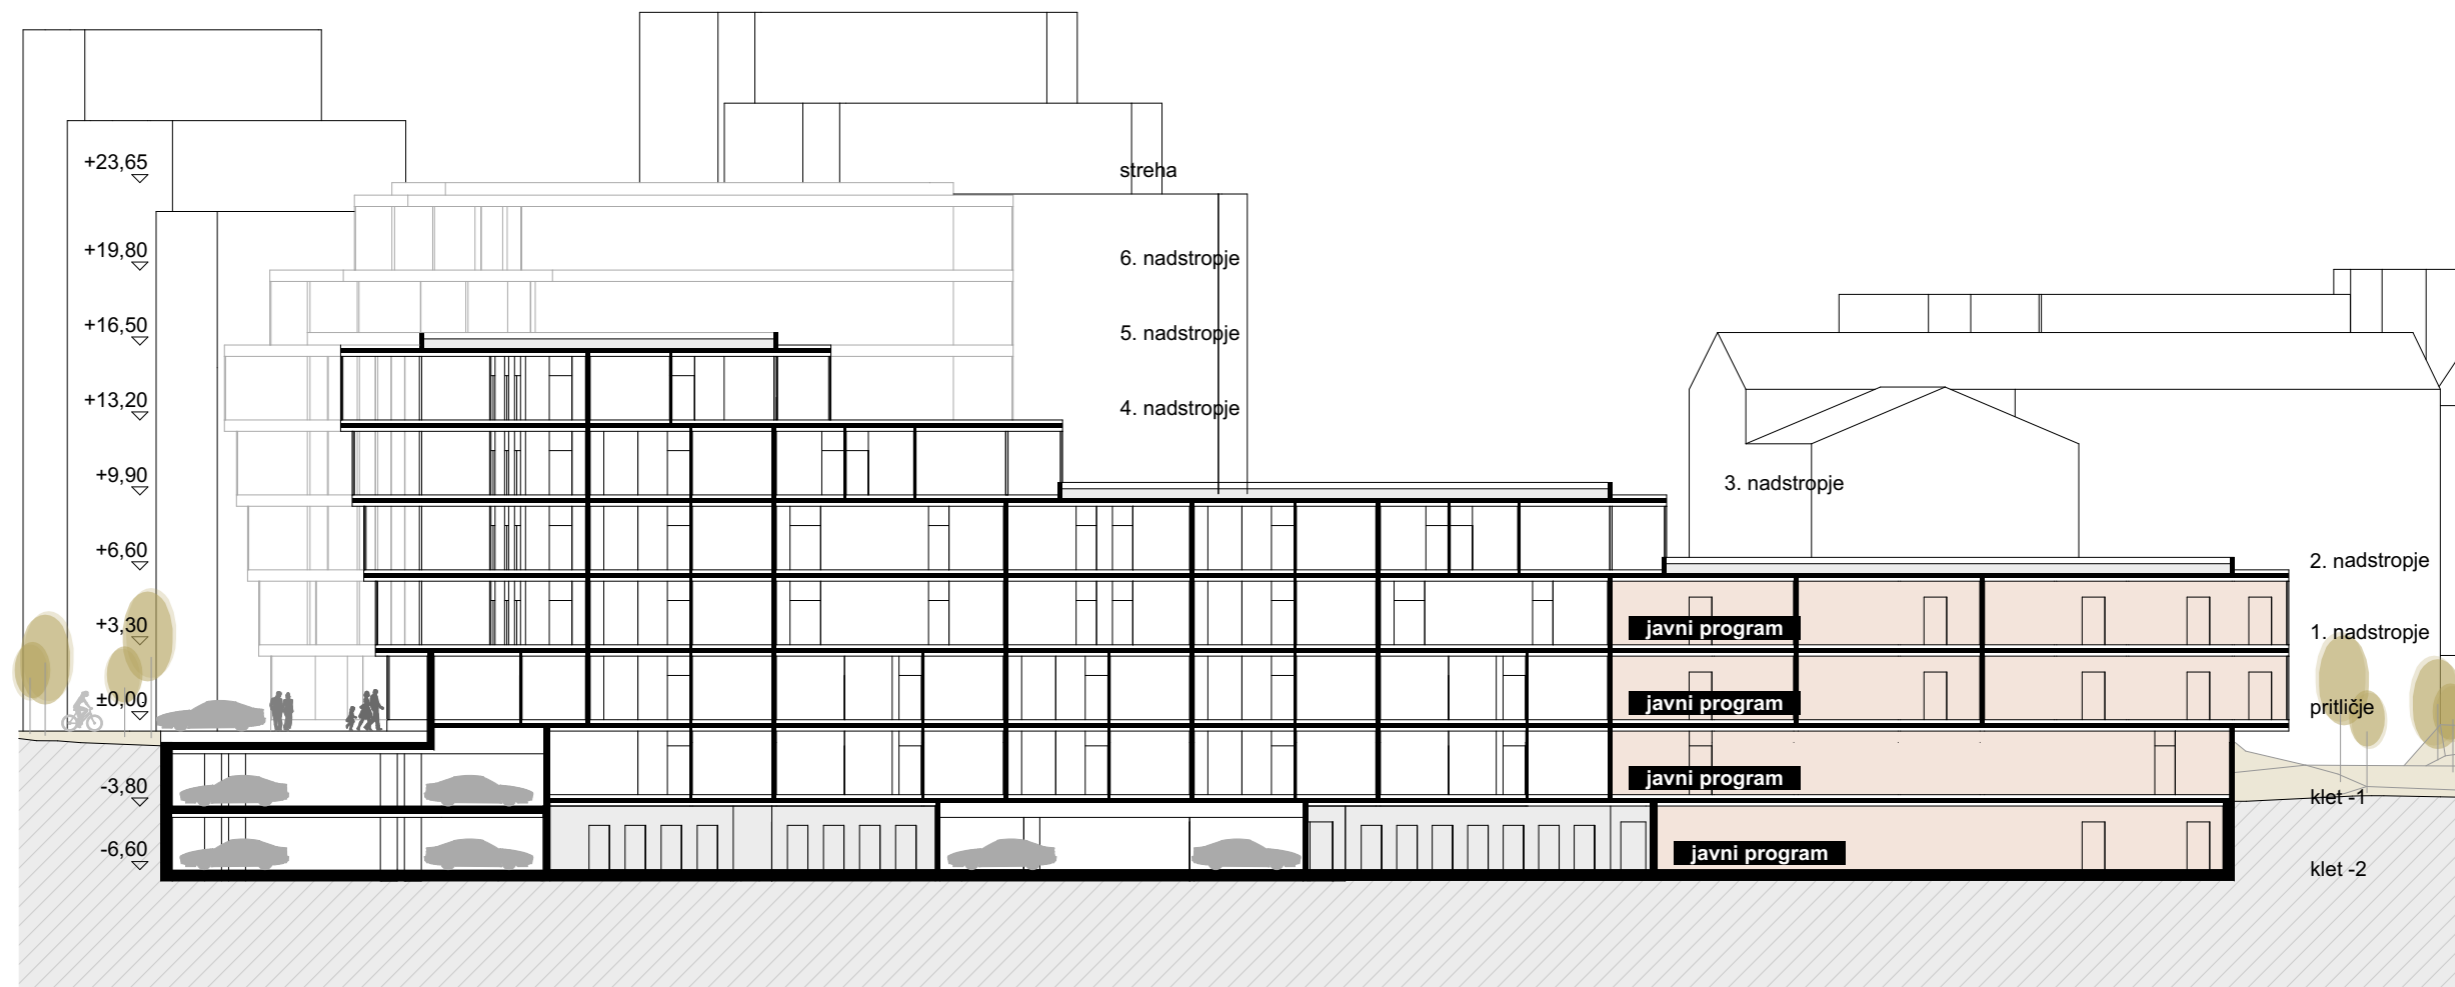 +23,65
streha
+19,80
6. nadstropje
+16,50
5. nadstropje
+13,20
4. nadstropje
+9,90
3. nadstropje
+6,60
2. nadstropje
+3,30
javni program
1. nadstropje
±0,00
javni program
pritličje
-3,80
javni program
klet -1
-6,60
javni program
klet -2